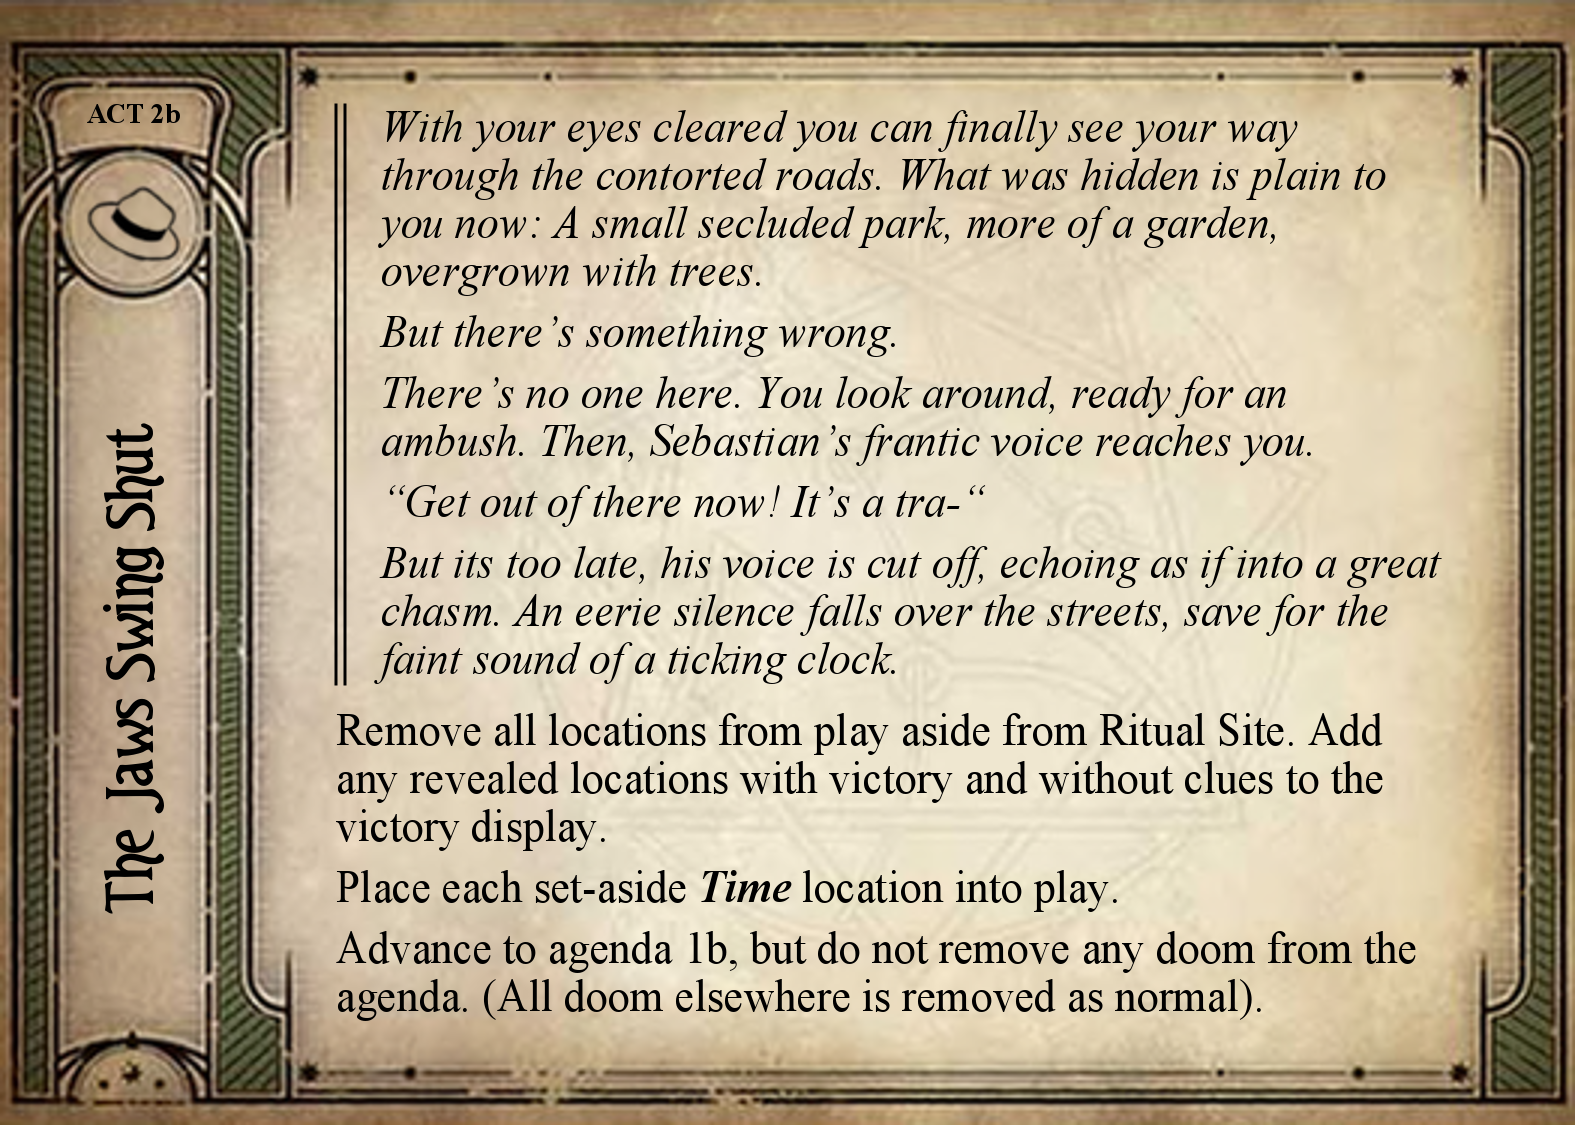 ACT 2b
The Jaws Swing Shut
With your eyes cleared you can finally see your way
through the contorted roads. What was hidden is plain to
you now: A small secluded park, more of a garden,
overgrown with trees.
But there’s something wrong.
There’s no one here. You look around, ready for an
ambush. Then, Sebastian’s frantic voice reaches you.
“Get out of there now! It’s a tra-“
But its too late, his voice is cut off, echoing as if into a great
chasm. An eerie silence falls over the streets, save for the
faint sound of a ticking clock.
Remove all locations from play aside from Ritual Site. Add
any revealed locations with victory and without clues to the
victory display.
Place each set-aside Time location into play.
Advance to agenda 1b, but do not remove any doom from the
agenda. (All doom elsewhere is removed as normal).